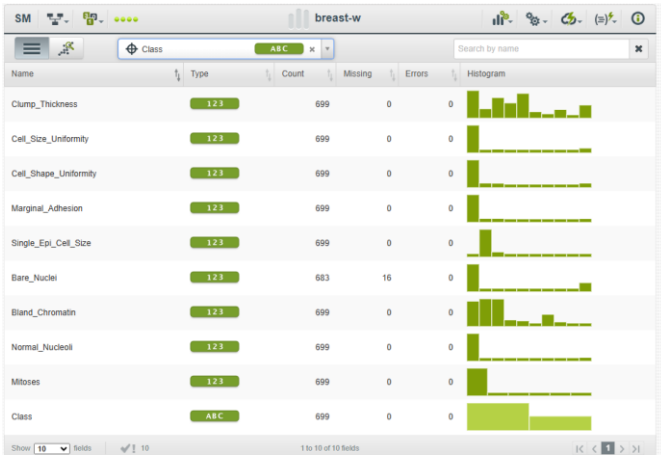 SM breast-w
Class ABC
Search by name
Name Type Count Missing Errors Histogram
Clump_Thickness 123 699 0 0
Cell_Size_Uniformity 123 699 0 0
Cell_Shape_Uniformity 123 699 0 0
Marginal_Adhesion 123 699 0 0
Single_Epi_Cell_Size 123 699 0 0
Bare_Nuclei 123 683 16 0
Bland_Chromatin 123 699 0 0
Normal_Nucleoli 123 699 0 0
Mitoses 123 699 0 0
Class ABC 699 0 0
Show 10 fields 10 1 to 10 of 10 fields 1